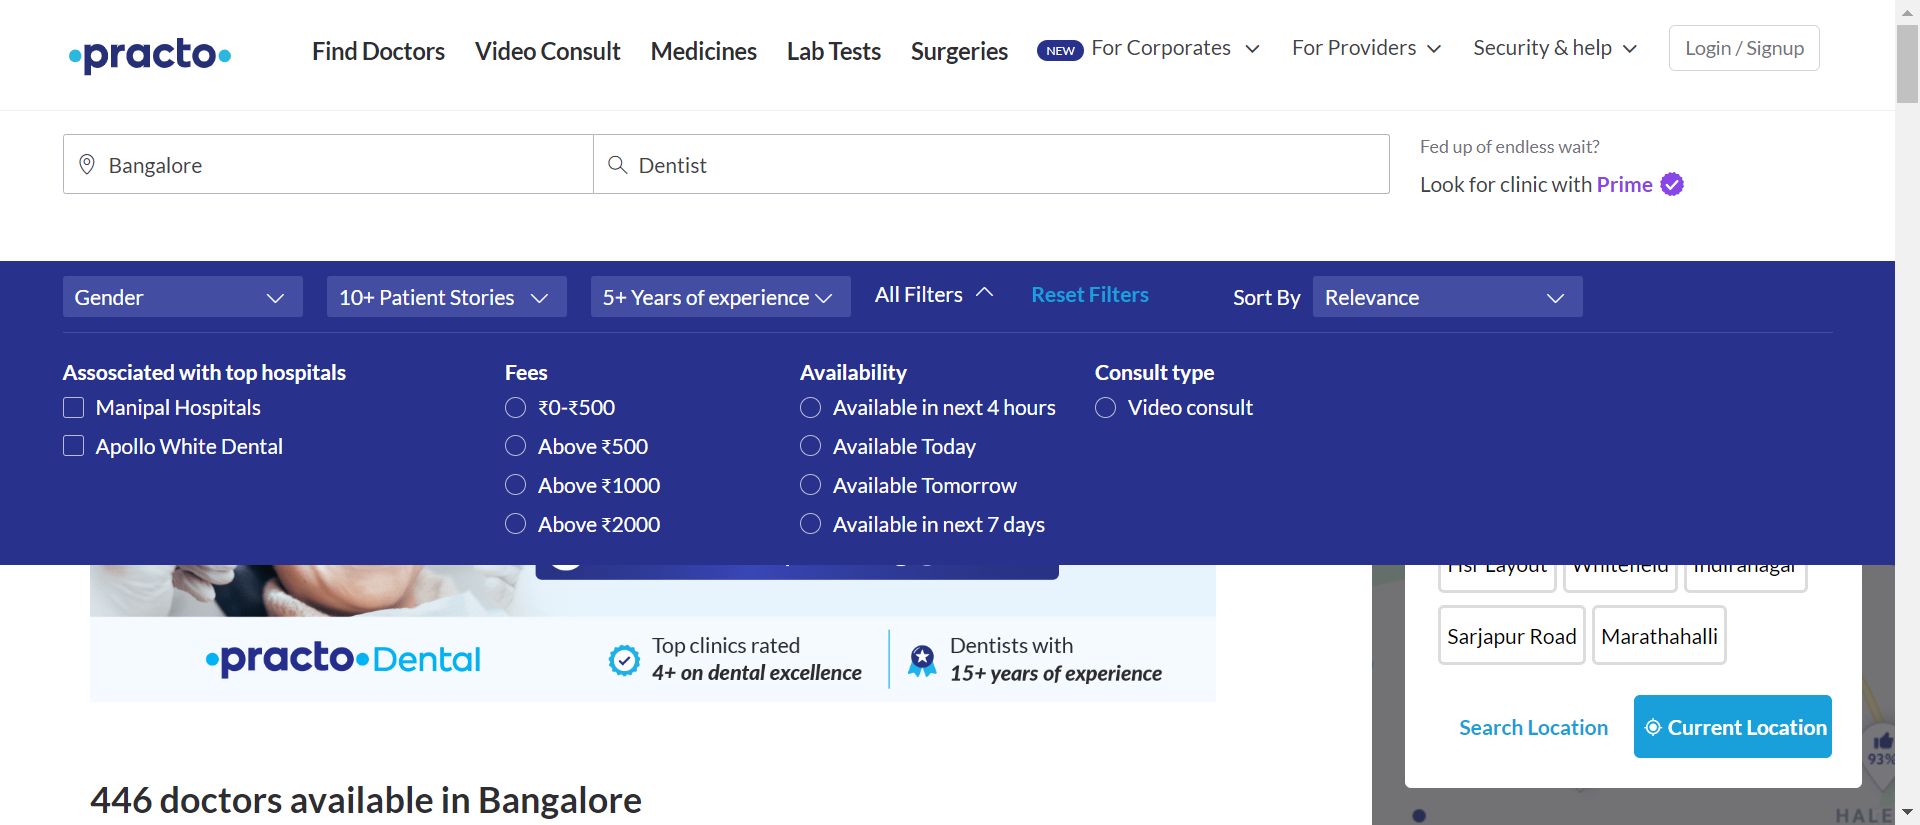 practo
Find Doctors
Video Consult
Medicines
Lab Tests
Surgeries
NEW
For Corporates
For Providers
Security & help
Login / Signup
Bangalore
Dentist
Fed up of endless wait?
Look for clinic with Prime
Gender
10+ Patient Stories
5+ Years of experience
All Filters
Reset Filters
Sort By
Relevance
Assosciated with top hospitals
Manipal Hospitals
Apollo White Dental
Fees
₹0-₹500
Above ₹500
Above ₹1000
Above ₹2000
Availability
Available in next 4 hours
Available Today
Available Tomorrow
Available in next 7 days
Consult type
Video consult
Hsr Layout
Whitefield
Indiranagar
Sarjapur Road
Marathahalli
Search Location
Current Location
practo Dental
Top clinics rated
4+ on dental excellence
Dentists with
15+ years of experience
93%
HALE
446 doctors available in Bangalore